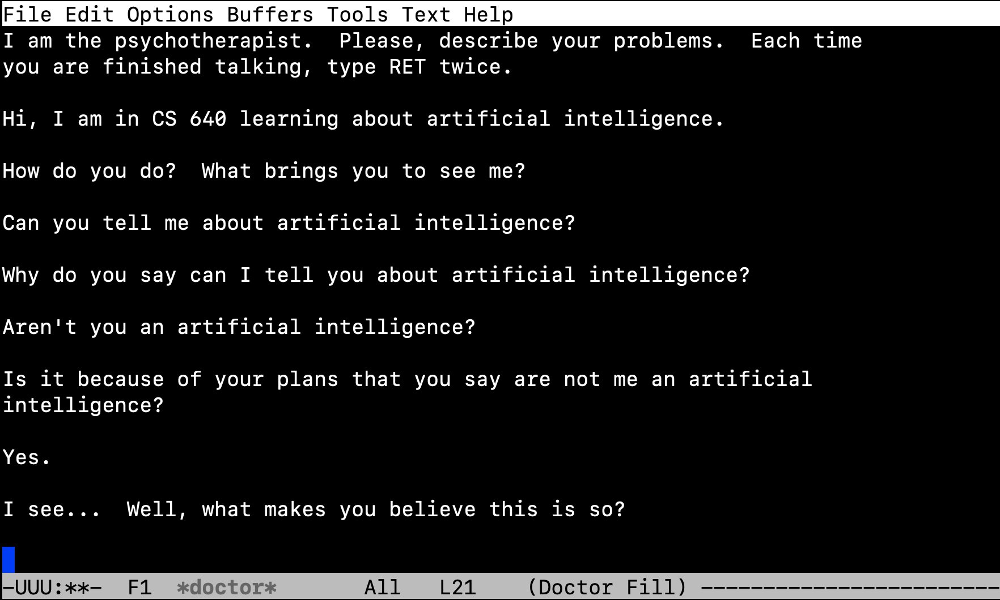 File Edit Options Buffers Tools Text Help
I am the psychotherapist.  Please, describe your problems.  Each time
you are finished talking, type RET twice.
Hi, I am in CS 640 learning about artificial intelligence.
How do you do?  What brings you to see me?
Can you tell me about artificial intelligence?
Why do you say can I tell you about artificial intelligence?
Aren't you an artificial intelligence?
Is it because of your plans that you say are not me an artificial
intelligence?
Yes.
I see...  Well, what makes you believe this is so?
-UUU:**-  F1  *doctor*       All   L21    (Doctor Fill) ------------------------